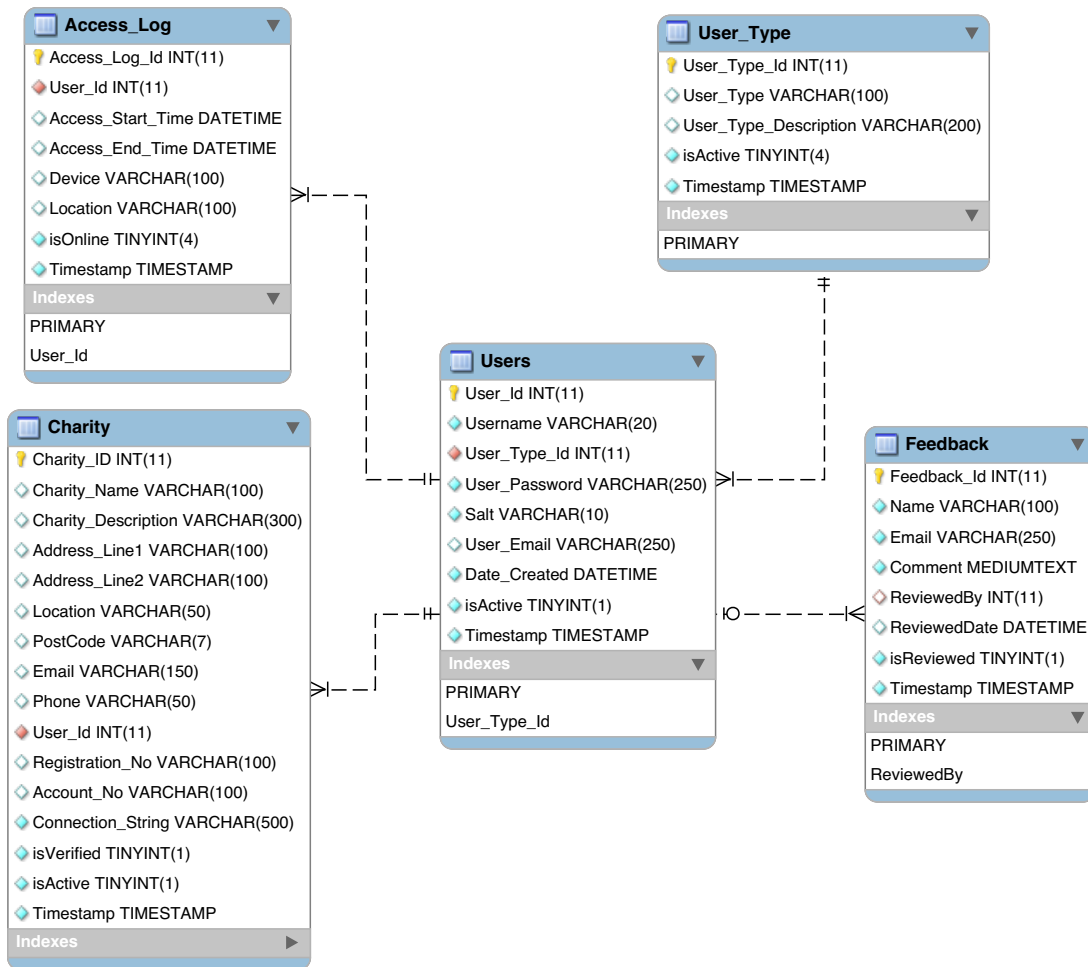 Access_Log
Access_Log_Id INT(11)
User_Id INT(11)
Access_Start_Time DATETIME
Access_End_Time DATETIME
Device VARCHAR(100)
Location VARCHAR(100)
isOnline TINYINT(4)
Timestamp TIMESTAMP
Indexes
PRIMARY
User_Id
User_Type
User_Type_Id INT(11)
User_Type VARCHAR(100)
User_Type_Description VARCHAR(200)
isActive TINYINT(4)
Timestamp TIMESTAMP
Indexes
PRIMARY
Users
User_Id INT(11)
Username VARCHAR(20)
User_Type_Id INT(11)
User_Password VARCHAR(250)
Salt VARCHAR(10)
User_Email VARCHAR(250)
Date_Created DATETIME
isActive TINYINT(1)
Timestamp TIMESTAMP
Indexes
PRIMARY
User_Type_Id
Charity
Charity_ID INT(11)
Charity_Name VARCHAR(100)
Charity_Description VARCHAR(300)
Address_Line1 VARCHAR(100)
Address_Line2 VARCHAR(100)
Location VARCHAR(50)
PostCode VARCHAR(7)
Email VARCHAR(150)
Phone VARCHAR(50)
User_Id INT(11)
Registration_No VARCHAR(100)
Account_No VARCHAR(100)
Connection_String VARCHAR(500)
isVerified TINYINT(1)
isActive TINYINT(1)
Timestamp TIMESTAMP
Indexes
Feedback
Feedback_Id INT(11)
Name VARCHAR(100)
Email VARCHAR(250)
Comment MEDIUMTEXT
ReviewedBy INT(11)
ReviewedDate DATETIME
isReviewed TINYINT(1)
Timestamp TIMESTAMP
Indexes
PRIMARY
ReviewedBy